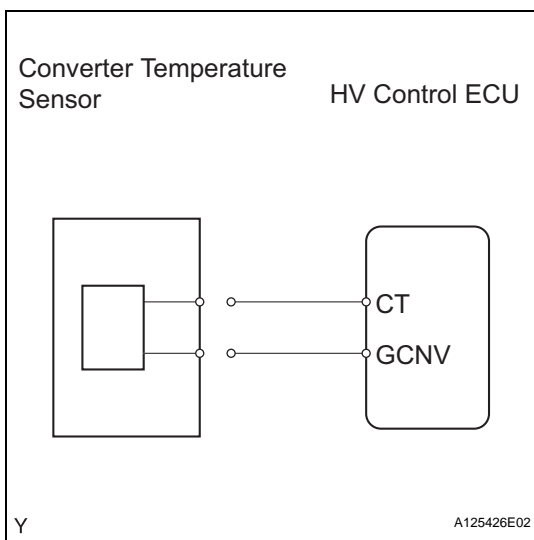 Converter Temperature
Sensor
HV Control ECU
CT
GCNV
Y
A125426E02